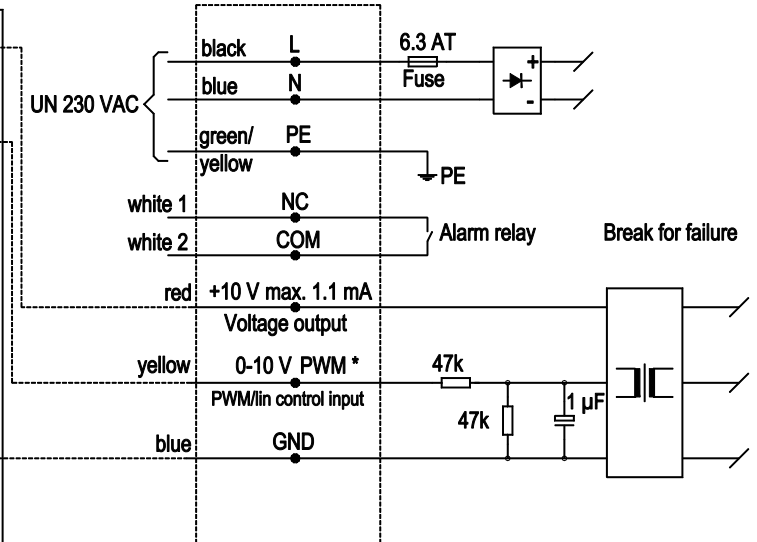 black L 6.3 AT
+
blue N Fuse
-
UN 230 VAC
green/ PE
yellow
PE
white 1 NC
white 2 COM Alarm relay Break for failure
red +10 V max. 1.1 mA
Voltage output
yellow 0-10 V PWM * 47k
PWM/lin control input
47k 1 µF
blue GND